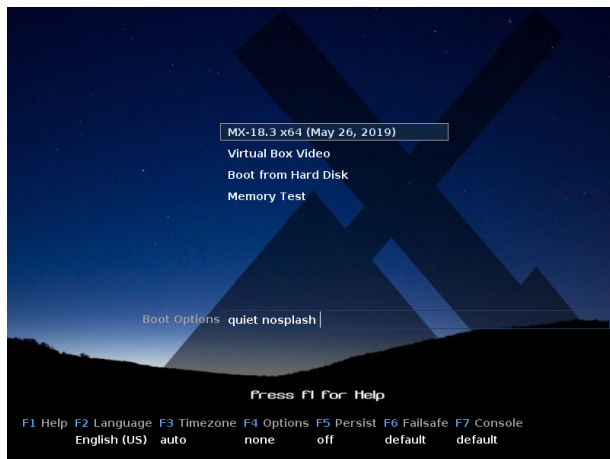 MX-18.3 x64 (May 26, 2019)
Virtual Box Video
Boot from Hard Disk
Memory Test
Boot Options quiet nosplash
Press f1 for Help
F1 Help F2 Language F3 Timezone F4 Options F5 Persist F6 Failsafe F7 Console
English (US) auto none off default default